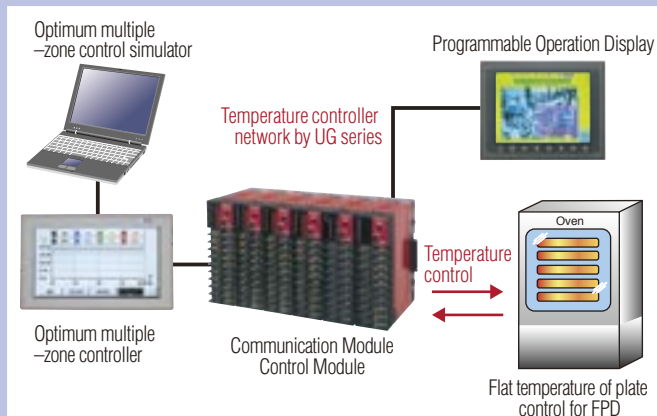 Optimum multiple
–zone control simulator
Programmable Operation Display
Temperature controller
network by UG series
Oven
Temperature
control
Optimum multiple
–zone controller
Communication Module
Control Module
Flat temperature of plate
control for FPD